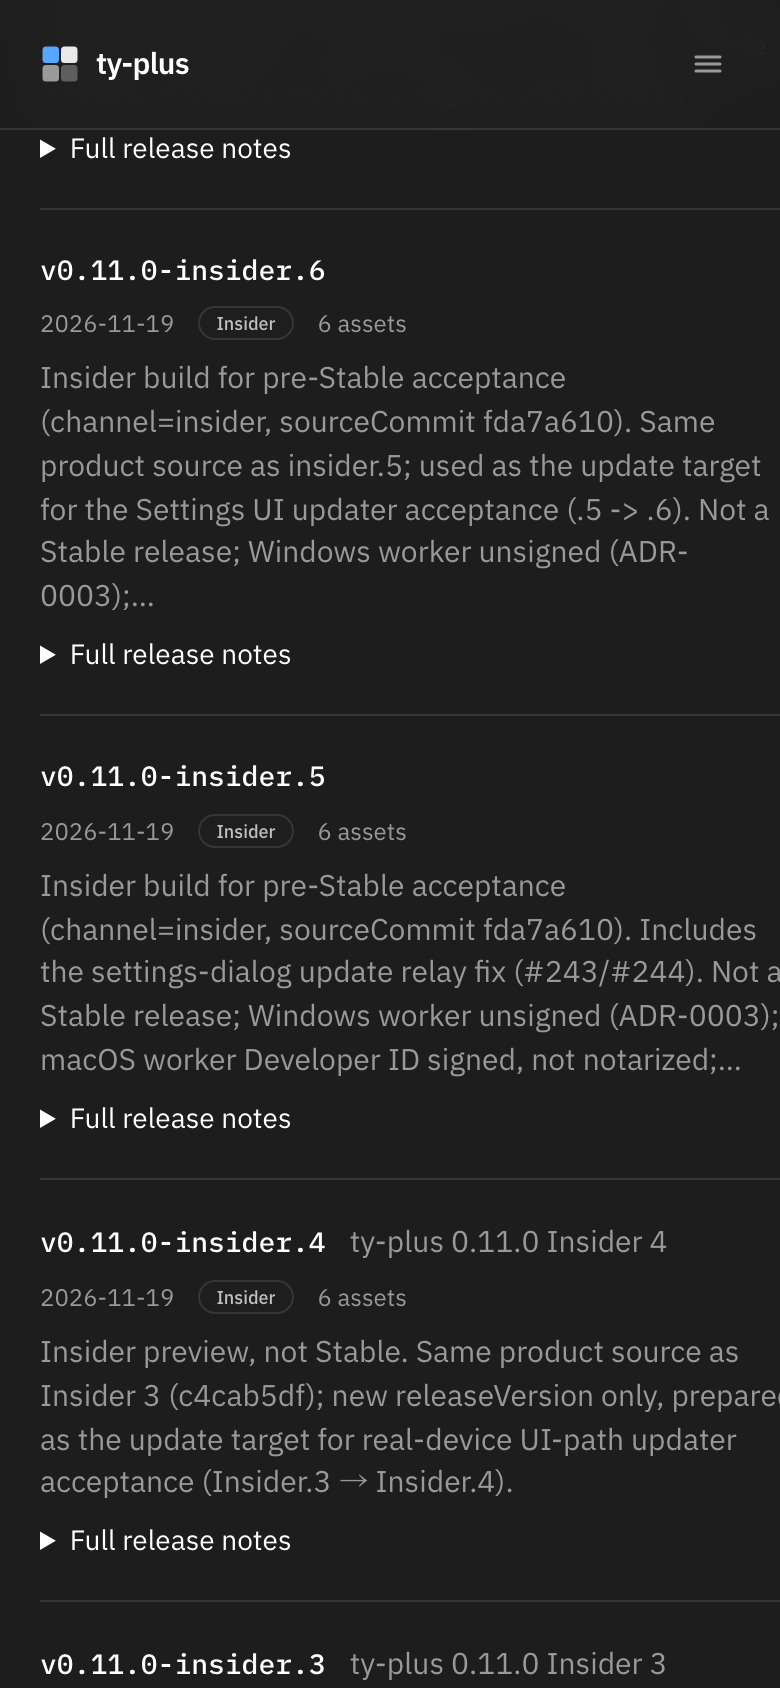 ty-plus
▶ Full release notes
v0.11.0-insider.6
2026-11-19 Insider 6 assets
Insider build for pre-Stable acceptance
(channel=insider, sourceCommit fda7a610). Same
product source as insider.5; used as the update target
for the Settings UI updater acceptance (.5 -> .6). Not a
Stable release; Windows worker unsigned (ADR-
0003);...
▶ Full release notes
v0.11.0-insider.5
2026-11-19 Insider 6 assets
Insider build for pre-Stable acceptance
(channel=insider, sourceCommit fda7a610). Includes
the settings-dialog update relay fix (#243/#244). Not a
Stable release; Windows worker unsigned (ADR-0003);
macOS worker Developer ID signed, not notarized;...
▶ Full release notes
v0.11.0-insider.4 ty-plus 0.11.0 Insider 4
2026-11-19 Insider 6 assets
Insider preview, not Stable. Same product source as
Insider 3 (c4cab5df); new releaseVersion only, prepared
as the update target for real-device UI-path updater
acceptance (Insider.3 → Insider.4).
▶ Full release notes
v0.11.0-insider.3 ty-plus 0.11.0 Insider 3